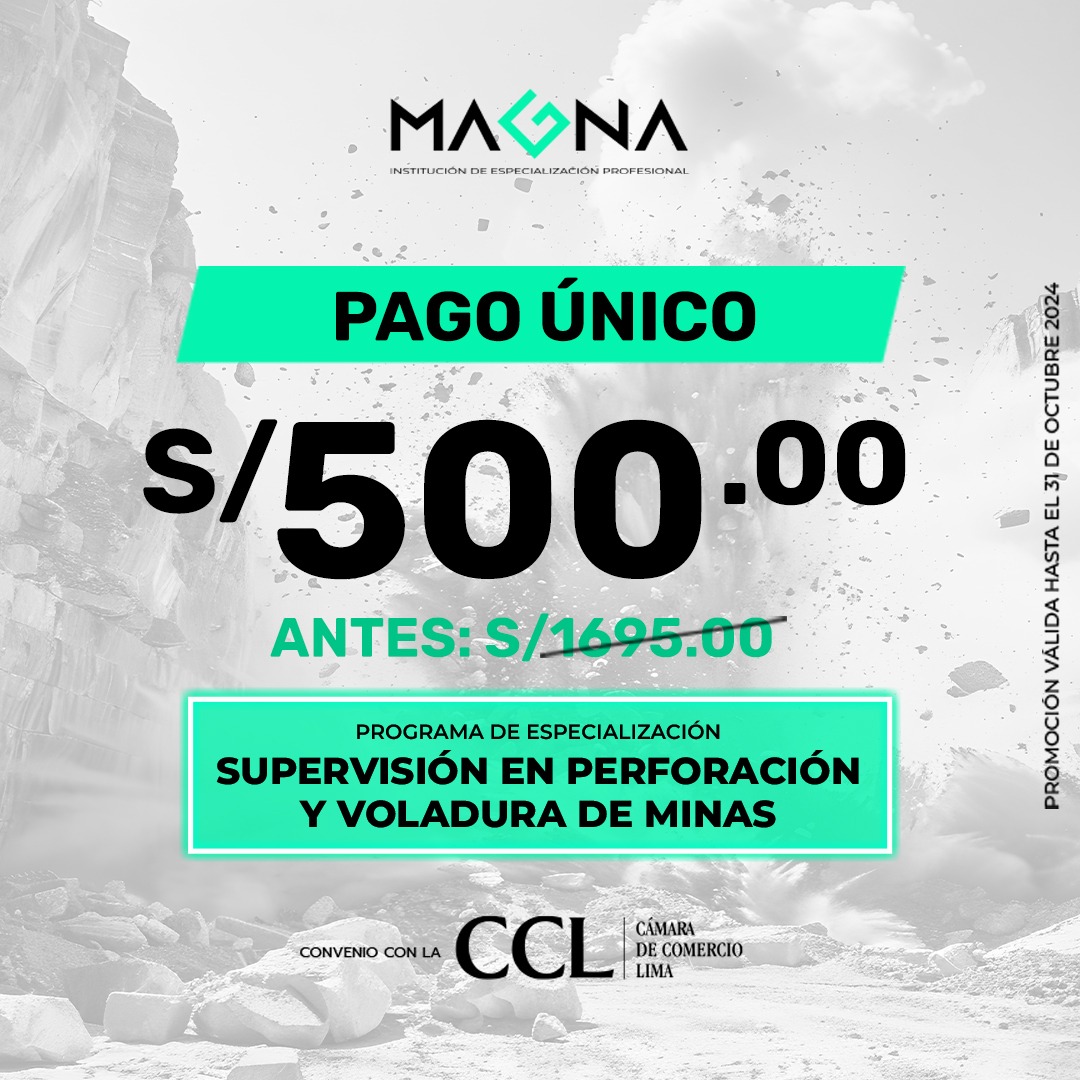 MAGNA
INSTITUCIÓN DE ESPECIALIZACIÓN PROFESIONAL
PAGO ÚNICO
S/500.00
ANTES: S/1695.00
PROGRAMA DE ESPECIALIZACIÓN
SUPERVISIÓN EN PERFORACIÓN
Y VOLADURA DE MINAS
CONVENIO CON LA CCL
CÁMARA
DE COMERCIO
LIMA
PROMOCIÓN VÁLIDA HASTA EL 31 DE OCTUBRE 2024